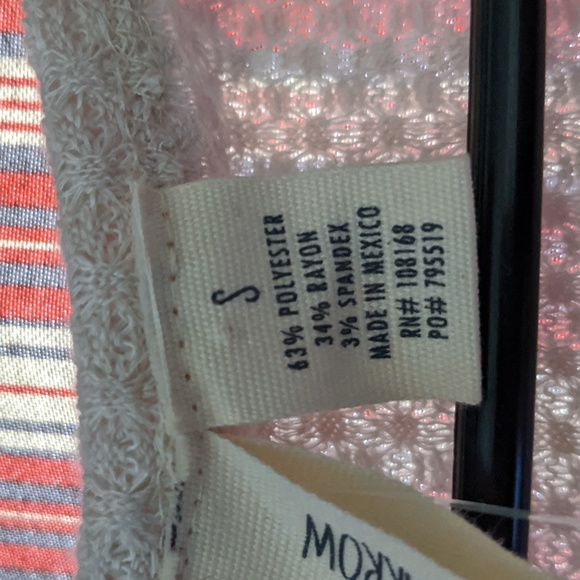 S
63% POLYESTER
34% RAYON
3% SPANDEX
MADE IN MEXICO
RN# 108168
PO# 795519